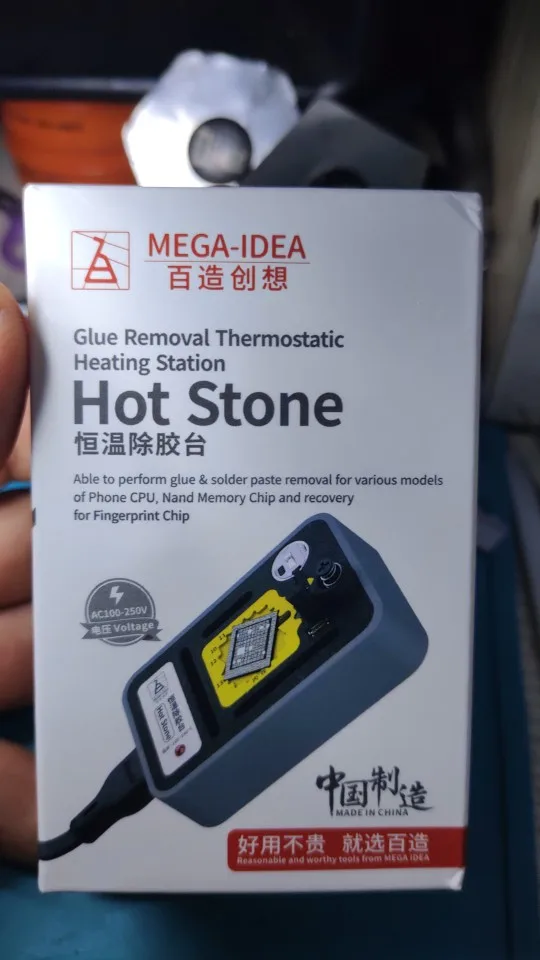 MEGA-IDEA
百造创想
Glue Removal Thermostatic
Heating Station
Hot Stone
恒温除胶台
Able to perform glue & solder paste removal for various models
of Phone CPU, Nand Memory Chip and recovery
for Fingerprint Chip
AC100-250V
电压 Voltage
Hot Stone
中国制造
MADE IN CHINA
好用不贵 就选百造
Reasonable and worthy tools from MEGA IDEA